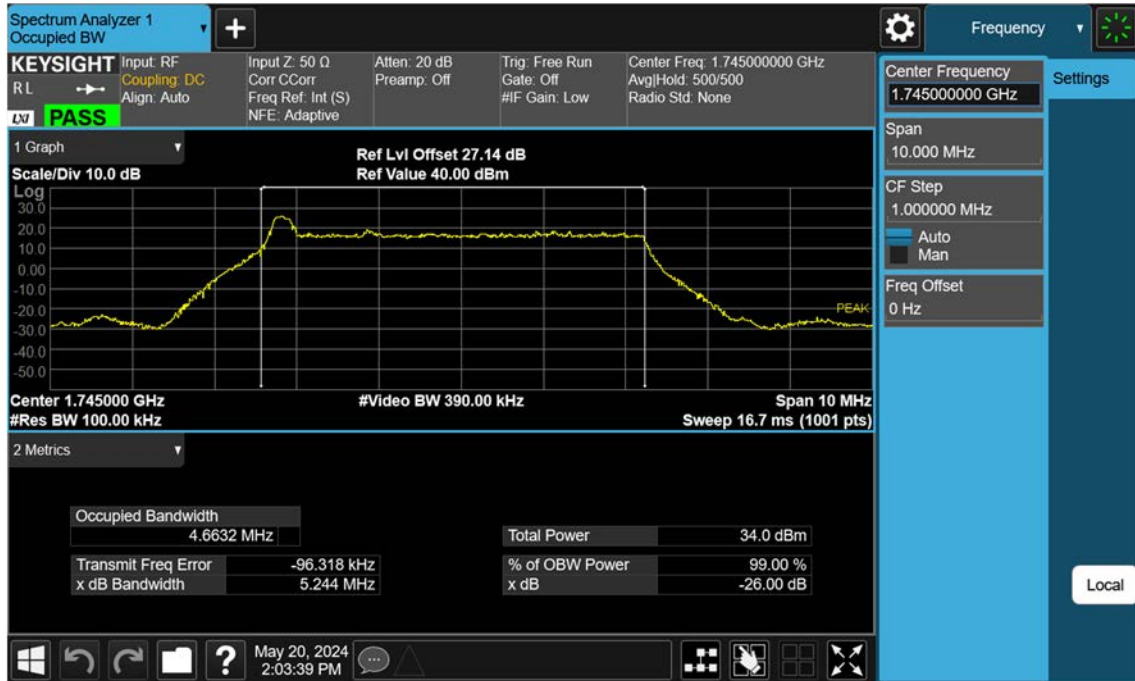 Spectrum Analyzer 1
Occupied BW
+
Frequency
KEYSIGHT
R L
LXI
PASS
Input: RF
Coupling: DC
Align: Auto
Input Z: 50 Ω
Corr CCorr
Freq Ref: Int (S)
NFE: Adaptive
Atten: 20 dB
Preamp: Off
Trig: Free Run
Gate: Off
#IF Gain: Low
Center Freq: 1.745000000 GHz
Avg|Hold: 500/500
Radio Std: None
Center Frequency
1.745000000 GHz
Settings
Span
10.000 MHz
CF Step
1.000000 MHz
Auto
Man
Freq Offset
0 Hz
Local
1 Graph
Scale/Div 10.0 dB
Ref Lvl Offset 27.14 dB
Ref Value 40.00 dBm
Log
30.0
20.0
10.0
0.00
-10.0
-20.0
-30.0
-40.0
-50.0
PEAK
Center 1.745000 GHz
#Video BW 390.00 kHz
Span 10 MHz
#Res BW 100.00 kHz
Sweep 16.7 ms (1001 pts)
2 Metrics
Occupied Bandwidth
4.6632 MHz
Total Power 34.0 dBm
Transmit Freq Error -96.318 kHz
% of OBW Power 99.00 %
x dB Bandwidth 5.244 MHz
x dB -26.00 dB
?
May 20, 2024
2:03:39 PM